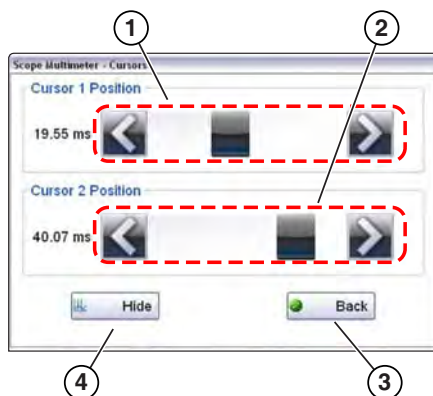 1
2
Scope Multimeter - Cursors
Cursor 1 Position
19.55 ms
Cursor 2 Position
40.07 ms
Hide
Back
4
3